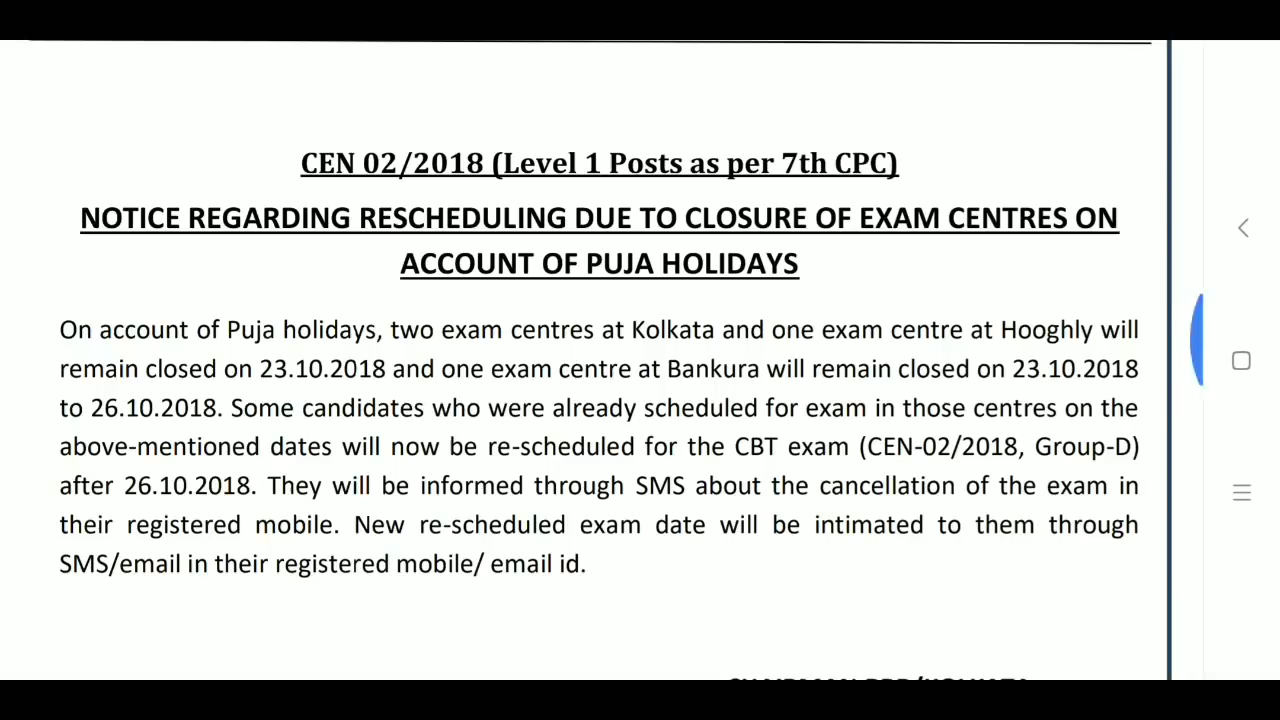 CEN 02/2018 (Level 1 Posts as per 7th CPC)
NOTICE REGARDING RESCHEDULING DUE TO CLOSURE OF EXAM CENTRES ON
ACCOUNT OF PUJA HOLIDAYS
On account of Puja holidays, two exam centres at Kolkata and one exam centre at Hooghly will
remain closed on 23.10.2018 and one exam centre at Bankura will remain closed on 23.10.2018
to 26.10.2018. Some candidates who were already scheduled for exam in those centres on the
above-mentioned dates will now be re-scheduled for the CBT exam (CEN-02/2018, Group-D)
after 26.10.2018. They will be informed through SMS about the cancellation of the exam in
their registered mobile. New re-scheduled exam date will be intimated to them through
SMS/email in their registered mobile/ email id.